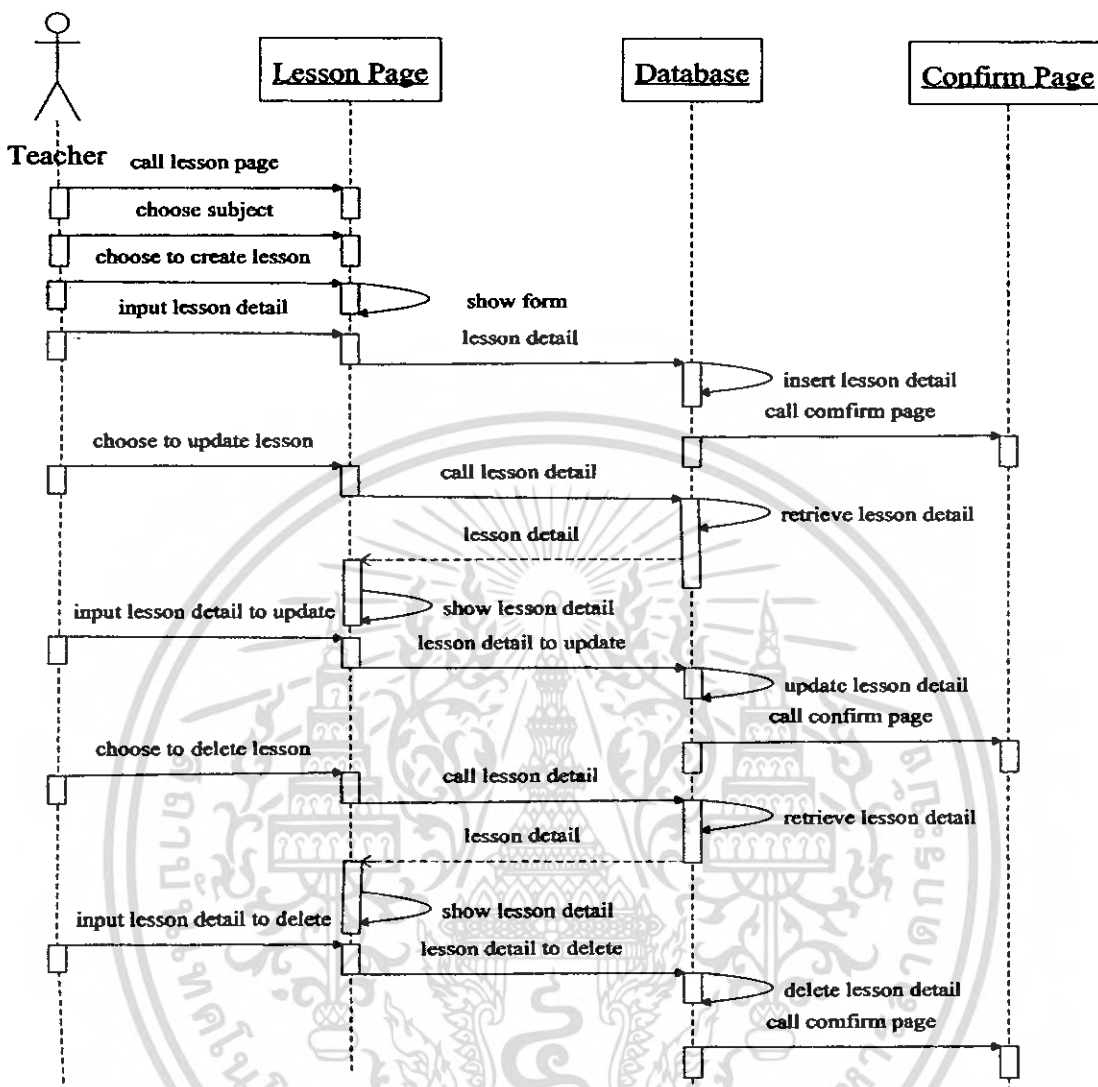 Lesson Page
Database
Confirm Page
Teacher
call lesson page
choose subject
choose to create lesson
show form
input lesson detail
lesson detail
insert lesson detail
call comfirm page
choose to update lesson
call lesson detail
retrieve lesson detail
lesson detail
show lesson detail
input lesson detail to update
lesson detail to update
update lesson detail
call confirm page
choose to delete lesson
call lesson detail
retrieve lesson detail
lesson detail
show lesson detail
input lesson detail to delete
lesson detail to delete
delete lesson detail
call comfirm page